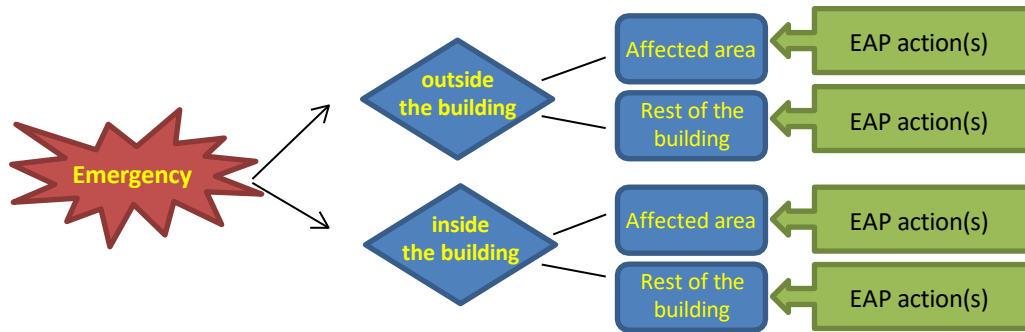 Emergency
outside
the building
Affected area
EAP action(s)
Rest of the
building
EAP action(s)
inside
the building
Affected area
EAP action(s)
Rest of the
building
EAP action(s)